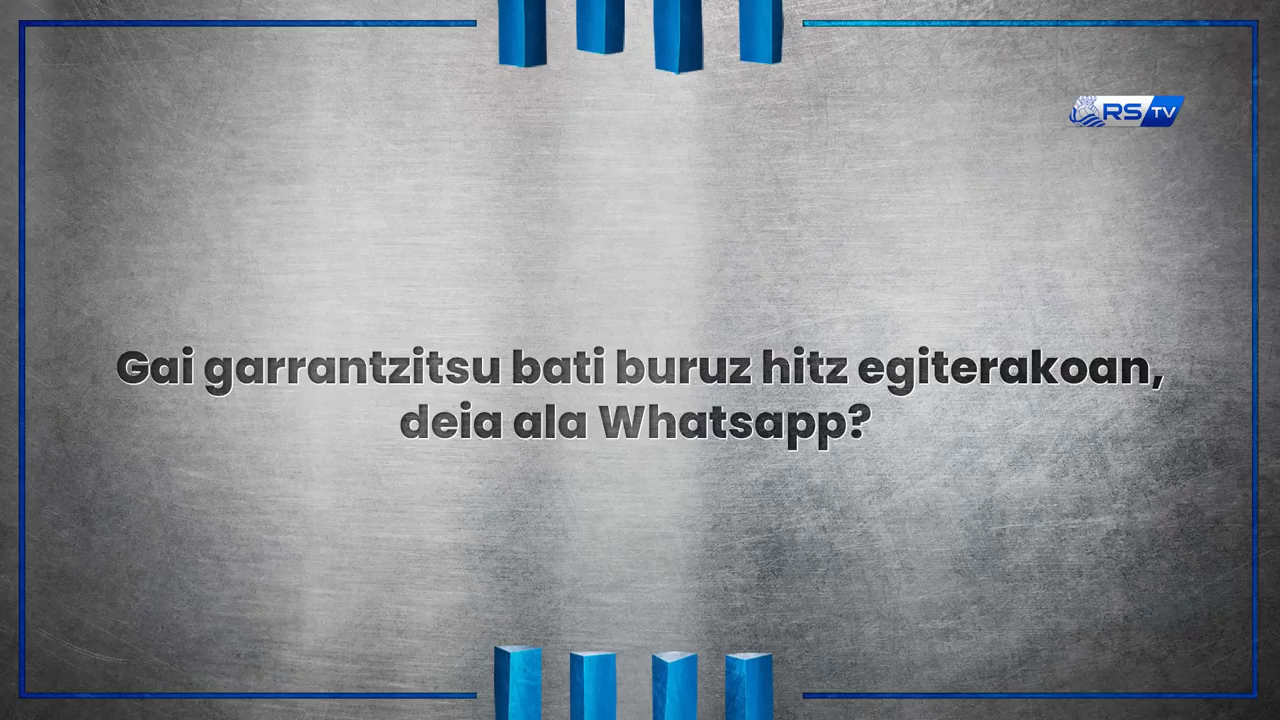 RS TV
Gai garrantzitsu bati buruz hitz egiterakoan,
deia ala Whatsapp?